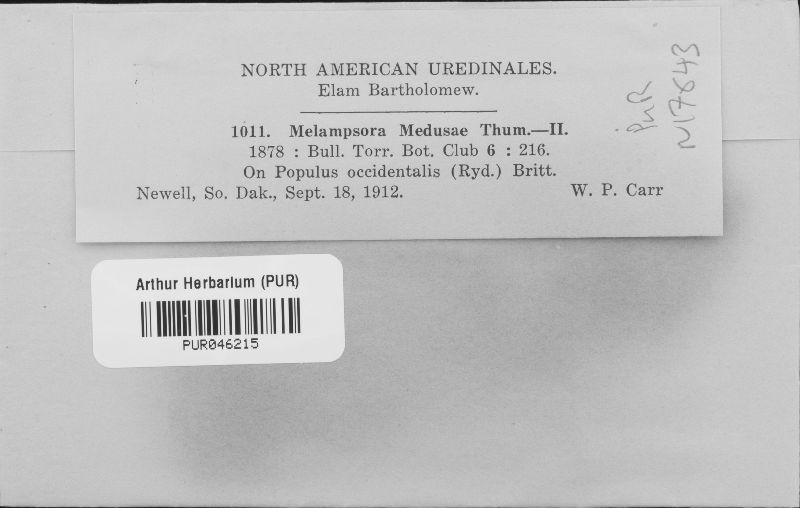 NORTH AMERICAN UREDINALES.
Elam Bartholomew.
1011. Melampsora Medusae Thum.—II.
1878 : Bull. Torr. Bot. Club 6 : 216.
On Populus occidentalis (Ryd.) Britt.
Newell, So. Dak., Sept. 18, 1912. W. P. Carr
PUR
N17643
Arthur Herbarium (PUR)
PUR046215